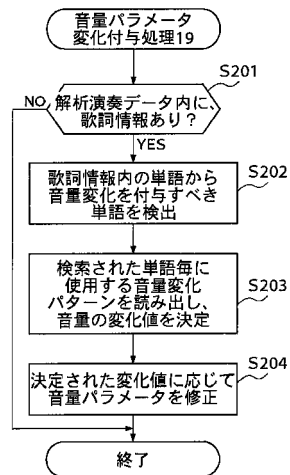 音量パラメータ
変化付与処理19
S201
NO
解析演奏データ内に、
歌詞情報あり?
YES
S202
歌詞情報内の単語から
音量変化を付与すべき
単語を検出
検索された単語毎に
使用する音量変化
パターンを読み出し、
音量の変化値を決定
S203
S204
決定された変化値に応じて
音量パラメータを修正
終了